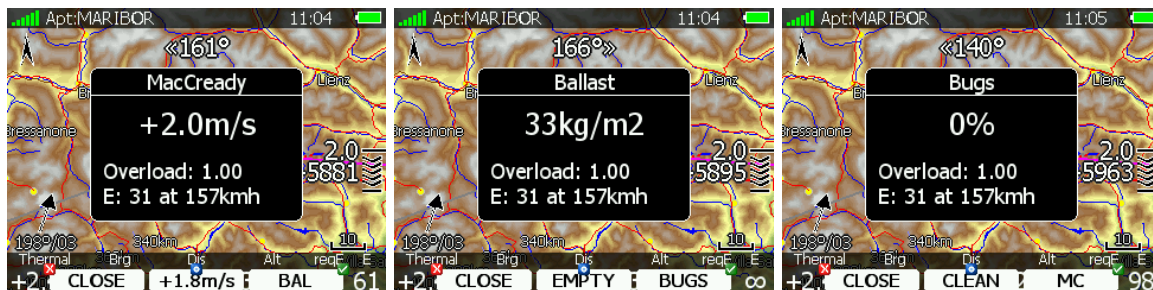 Apt:MARIBOR 11:04
«161°
MacCready
Lienz
+2.0m/s
Bressanone
2.0
Overload: 1.00
5881
E: 31 at 157kmh
198°/03
340km
10
Thermal Brg Dis Alt reqE E
CLOSE +1.8m/s BAL 61
Apt:MARIBOR 11:04
166°»
Ballast
Lienz
33kg/m2
Bressanone
2.0
Overload: 1.00
5895
E: 31 at 157kmh
198°/03
340km
10
Thermal Brg Dis Alt reqE E
CLOSE EMPTY BUGS ∞
Apt:MARIBOR 11:05
«140°
Bugs
Lienz
0%
Bressanone
2.0
Overload: 1.00
5963
E: 31 at 157kmh
198°/03
340km
10
Thermal Brg Dis Alt reqE E
CLOSE CLEAN MC 98